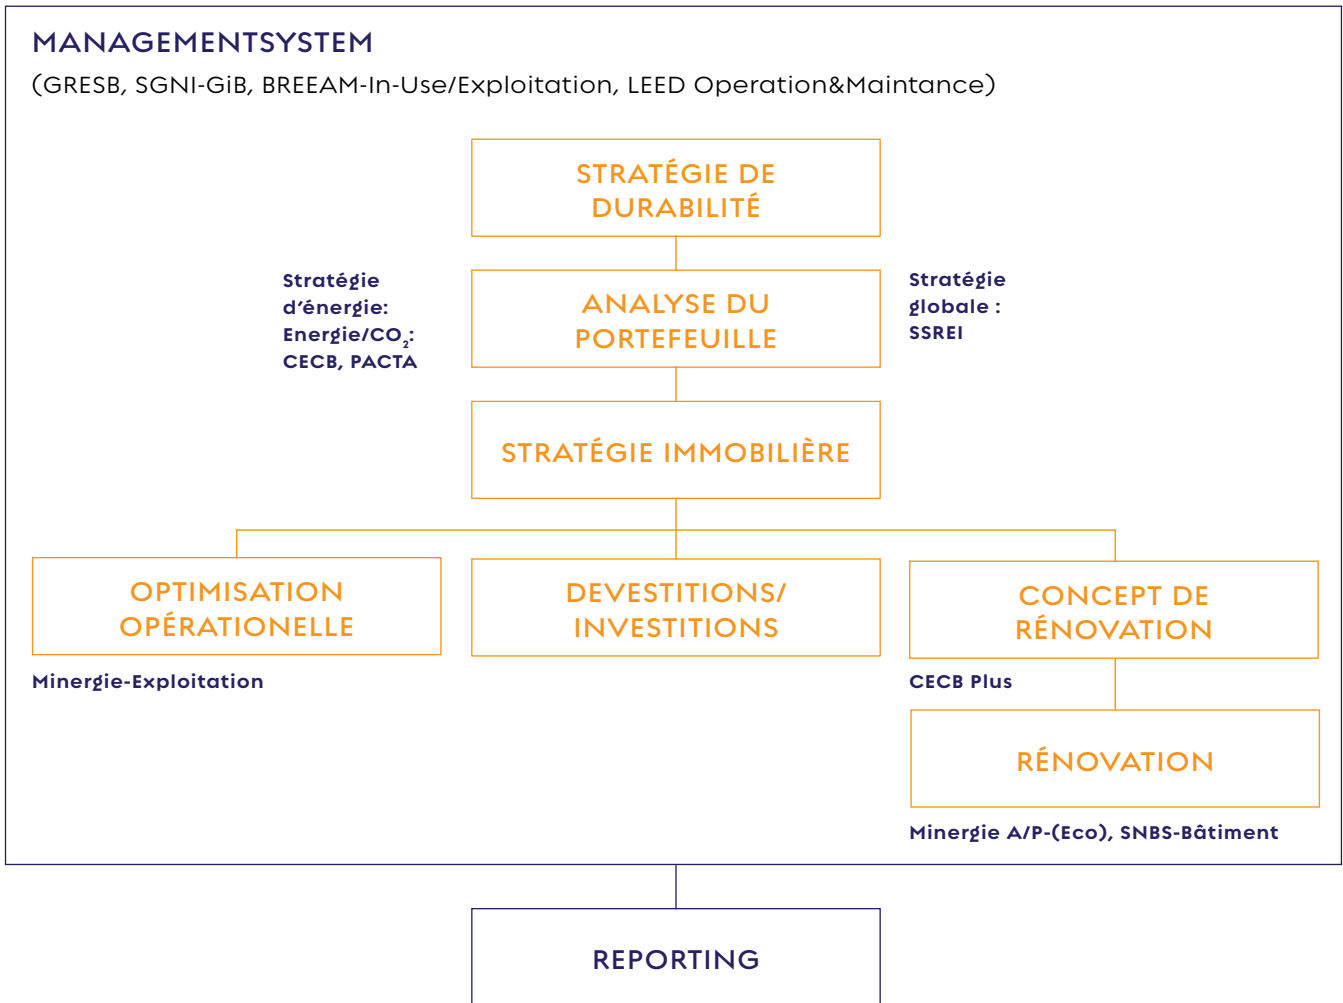 MANAGEMENTSYSTEM
(GRESB, SGNI-GiB, BREEAM-In-Use/Exploitation, LEED Operation&Maintance)
STRATÉGIE DE
DURABILITÉ
Stratégie
d'énergie:
Energie/CO₂:
CECB, PACTA
ANALYSE DU
PORTEFEUILLE
Stratégie
globale :
SSREI
STRATÉGIE IMMOBILIÈRE
OPTIMISATION
OPÉRATIONELLE
Minergie-Exploitation
DEVESTITIONS/
INVESTITIONS
CONCEPT DE
RÉNOVATION
CECB Plus
RÉNOVATION
Minergie A/P-(Eco), SNBS-Bâtiment
REPORTING